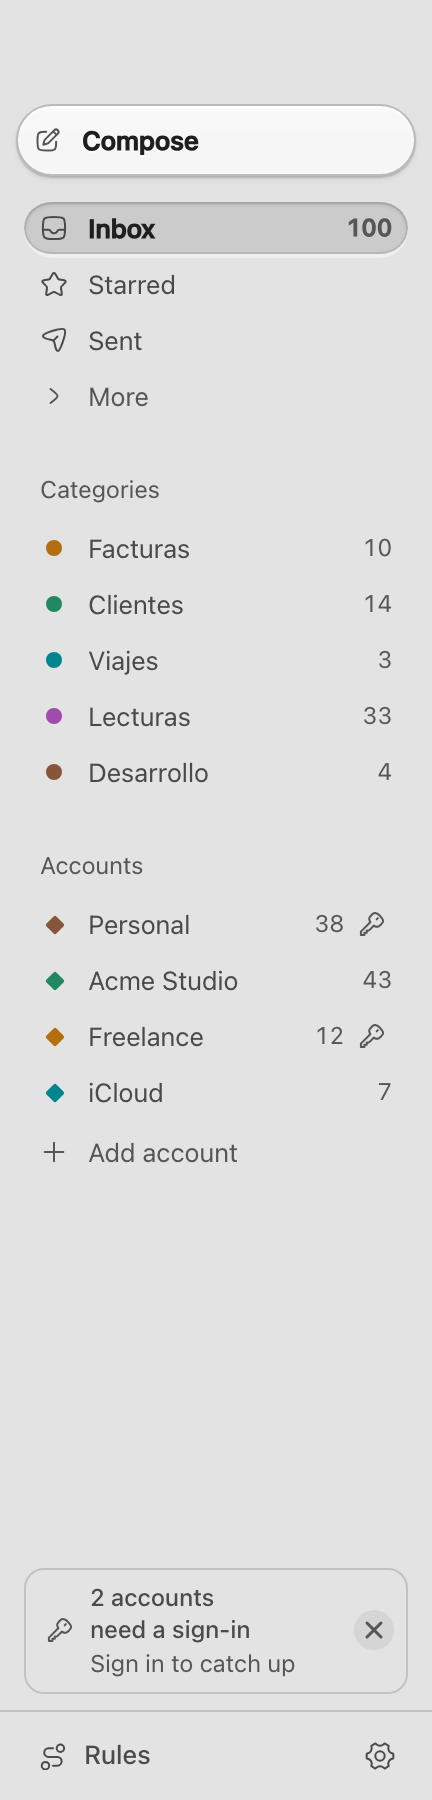 Compose
Inbox 100
Starred
Sent
More
Categories
Facturas 10
Clientes 14
Viajes 3
Lecturas 33
Desarrollo 4
Accounts
Personal 38
Acme Studio 43
Freelance 12
iCloud 7
Add account
2 accounts
need a sign-in
Sign in to catch up
Rules